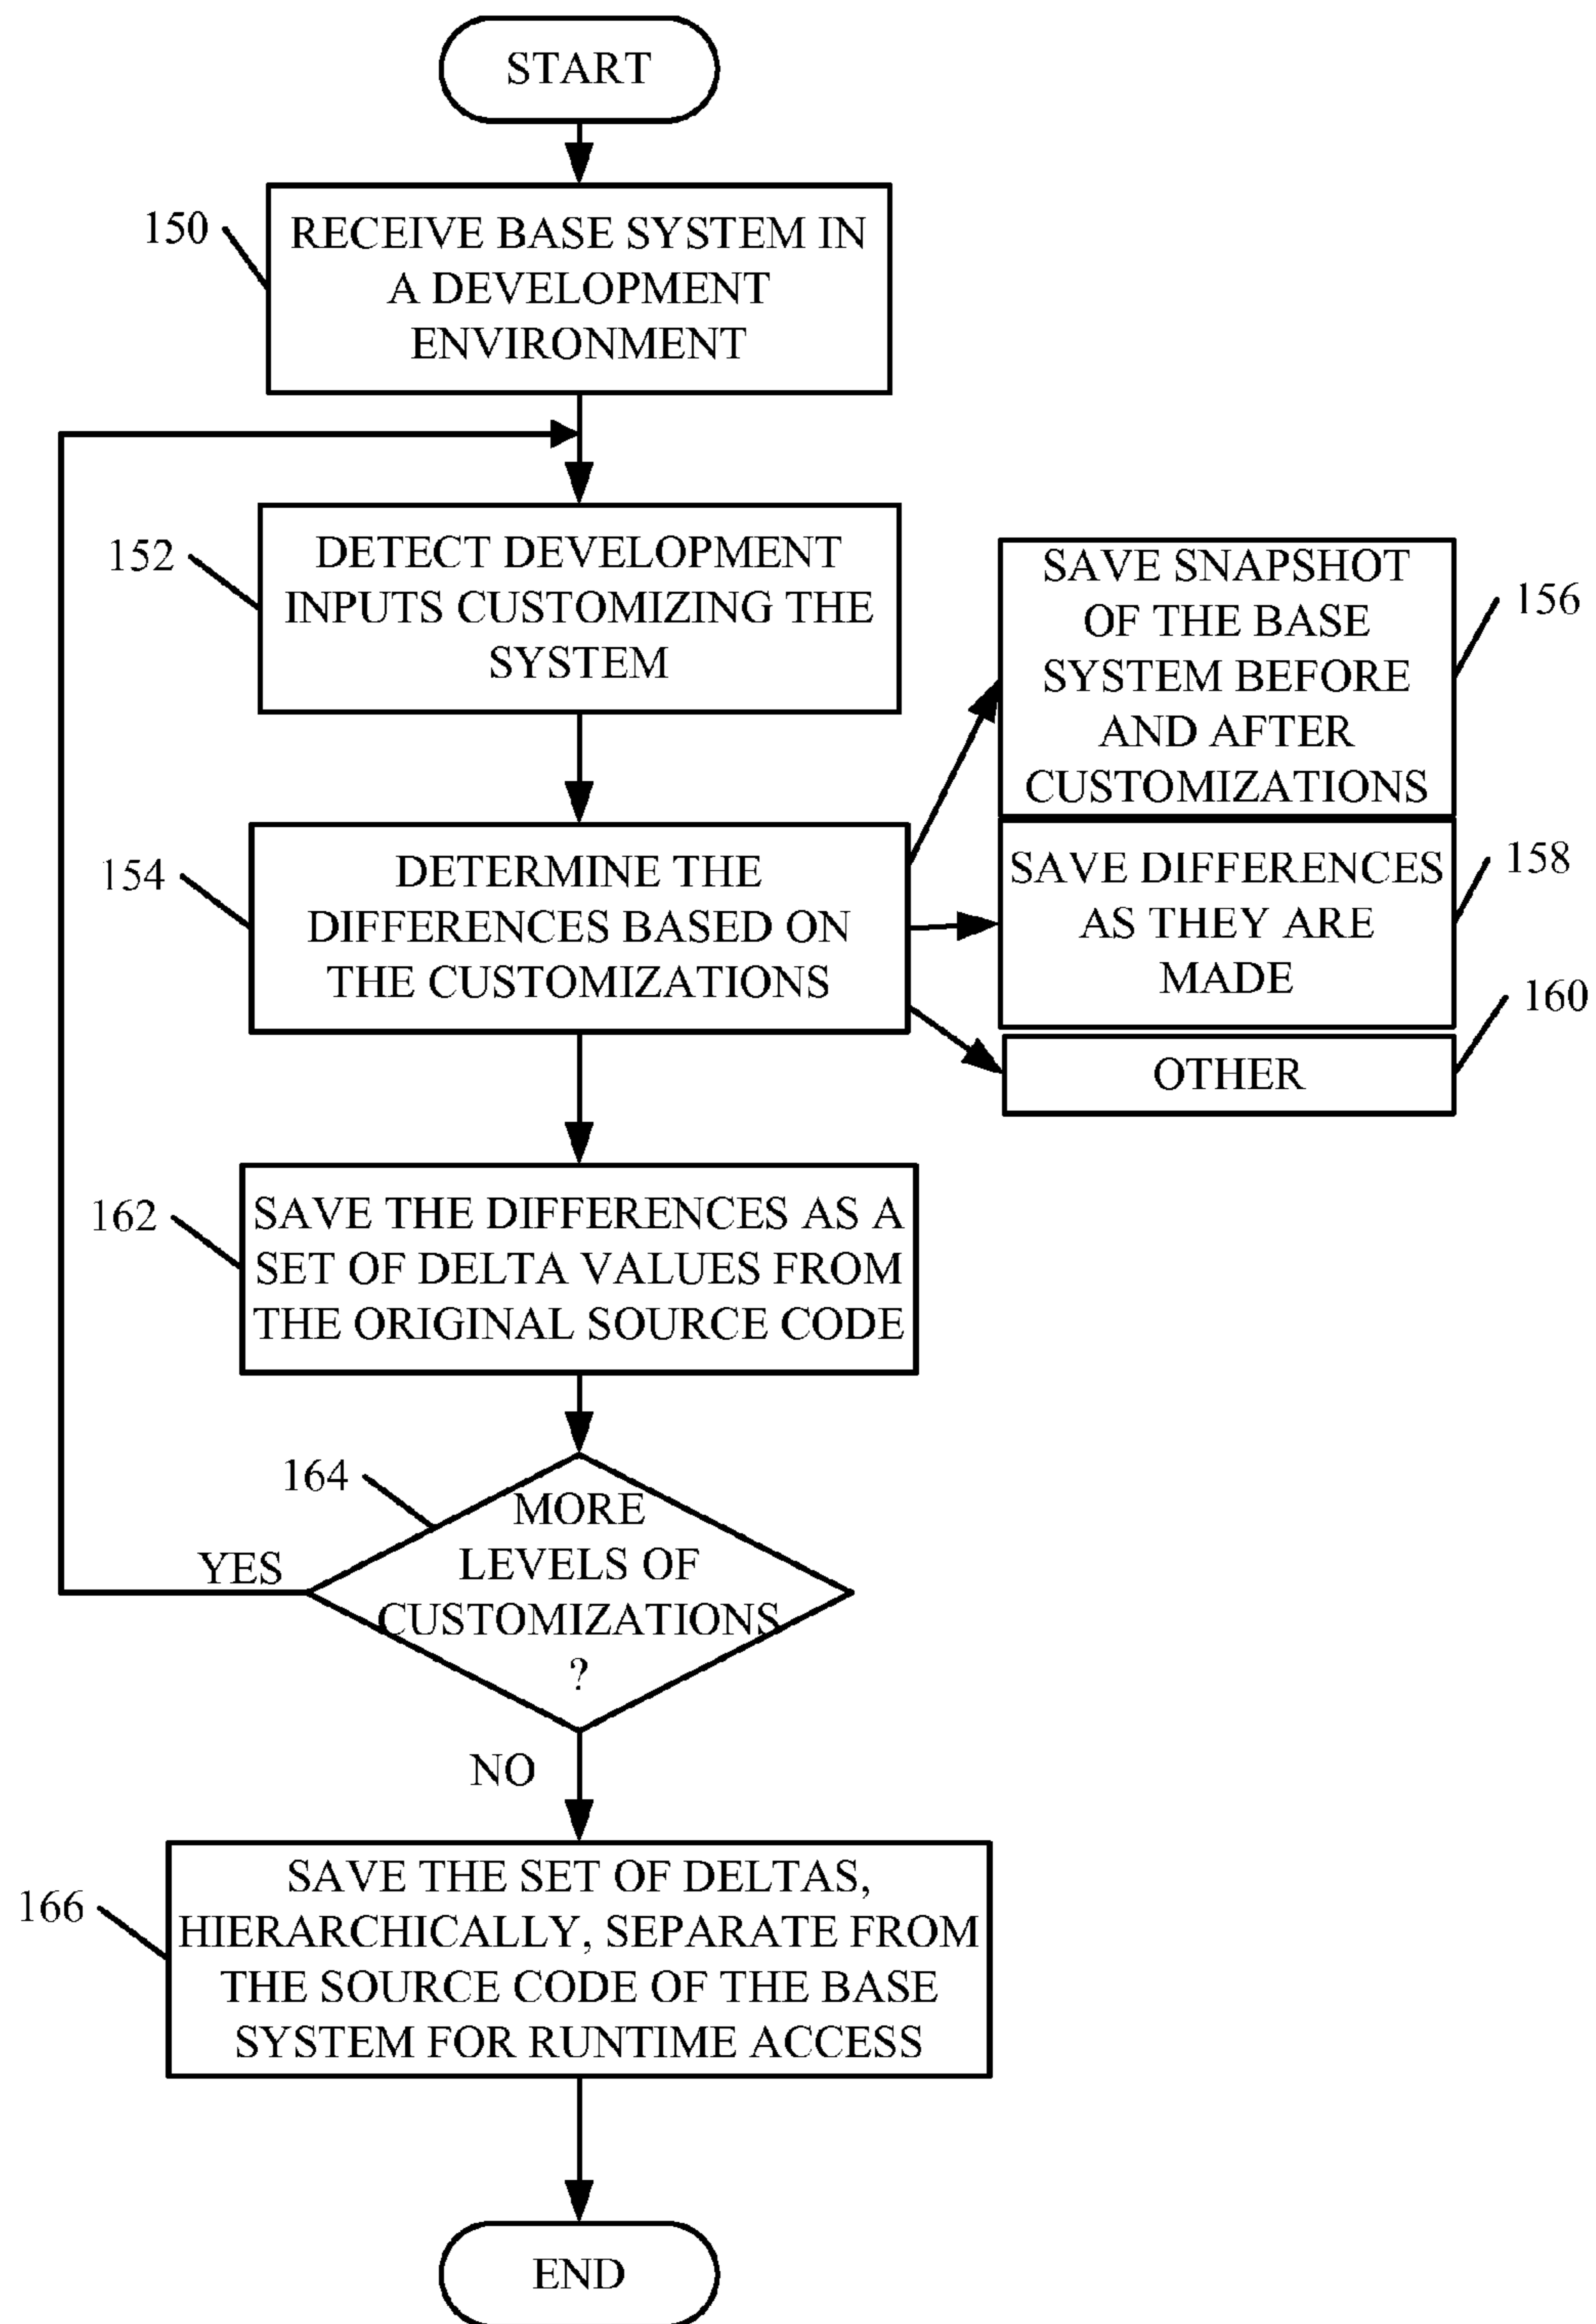 START
150
RECEIVE BASE SYSTEM IN
A DEVELOPMENT
ENVIRONMENT
152
DETECT DEVELOPMENT
INPUTS CUSTOMIZING THE
SYSTEM
154
DETERMINE THE
DIFFERENCES BASED ON
THE CUSTOMIZATIONS
SAVE SNAPSHOT
OF THE BASE
SYSTEM BEFORE
AND AFTER
CUSTOMIZATIONS
156
SAVE DIFFERENCES
AS THEY ARE
MADE
158
OTHER
160
162
SAVE THE DIFFERENCES AS A
SET OF DELTA VALUES FROM
THE ORIGINAL SOURCE CODE
164
MORE
LEVELS OF
CUSTOMIZATIONS
?
YES
NO
166
SAVE THE SET OF DELTAS,
HIERARCHICALLY, SEPARATE FROM
THE SOURCE CODE OF THE BASE
SYSTEM FOR RUNTIME ACCESS
END